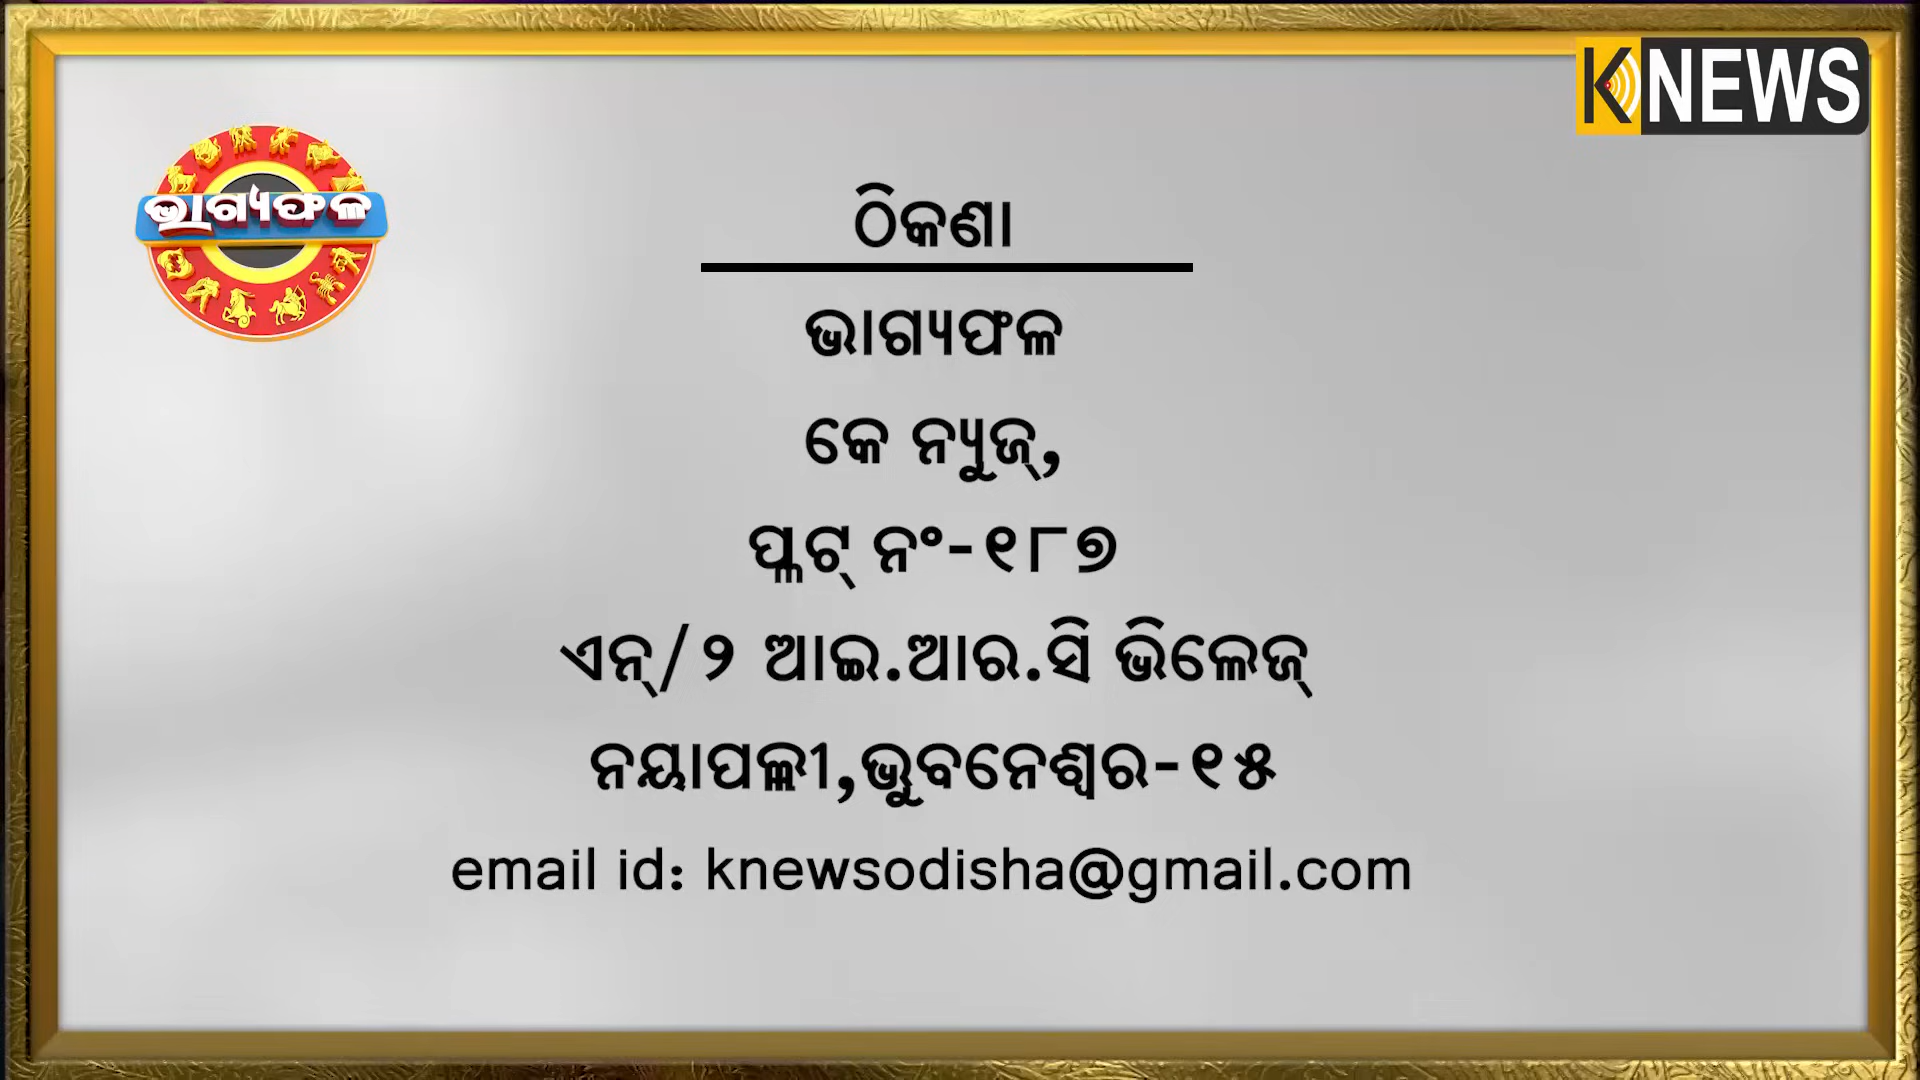 KNEWS
ଭାଗ୍ୟଫଳ
ଠିକଣା
ଭାଗ୍ୟଫଳ
କେ ନ୍ୟୁଜ୍,
ପ୍ଲଟ୍ ନଂ-୧୮୭
ଏନ୍/୨ ଆଇ.ଆର.ସି ଭିଲେଜ୍
ନୟାପଲ୍ଲୀ,ଭୁବନେଶ୍ୱର-୧୫
email id: knewsodisha@gmail.com